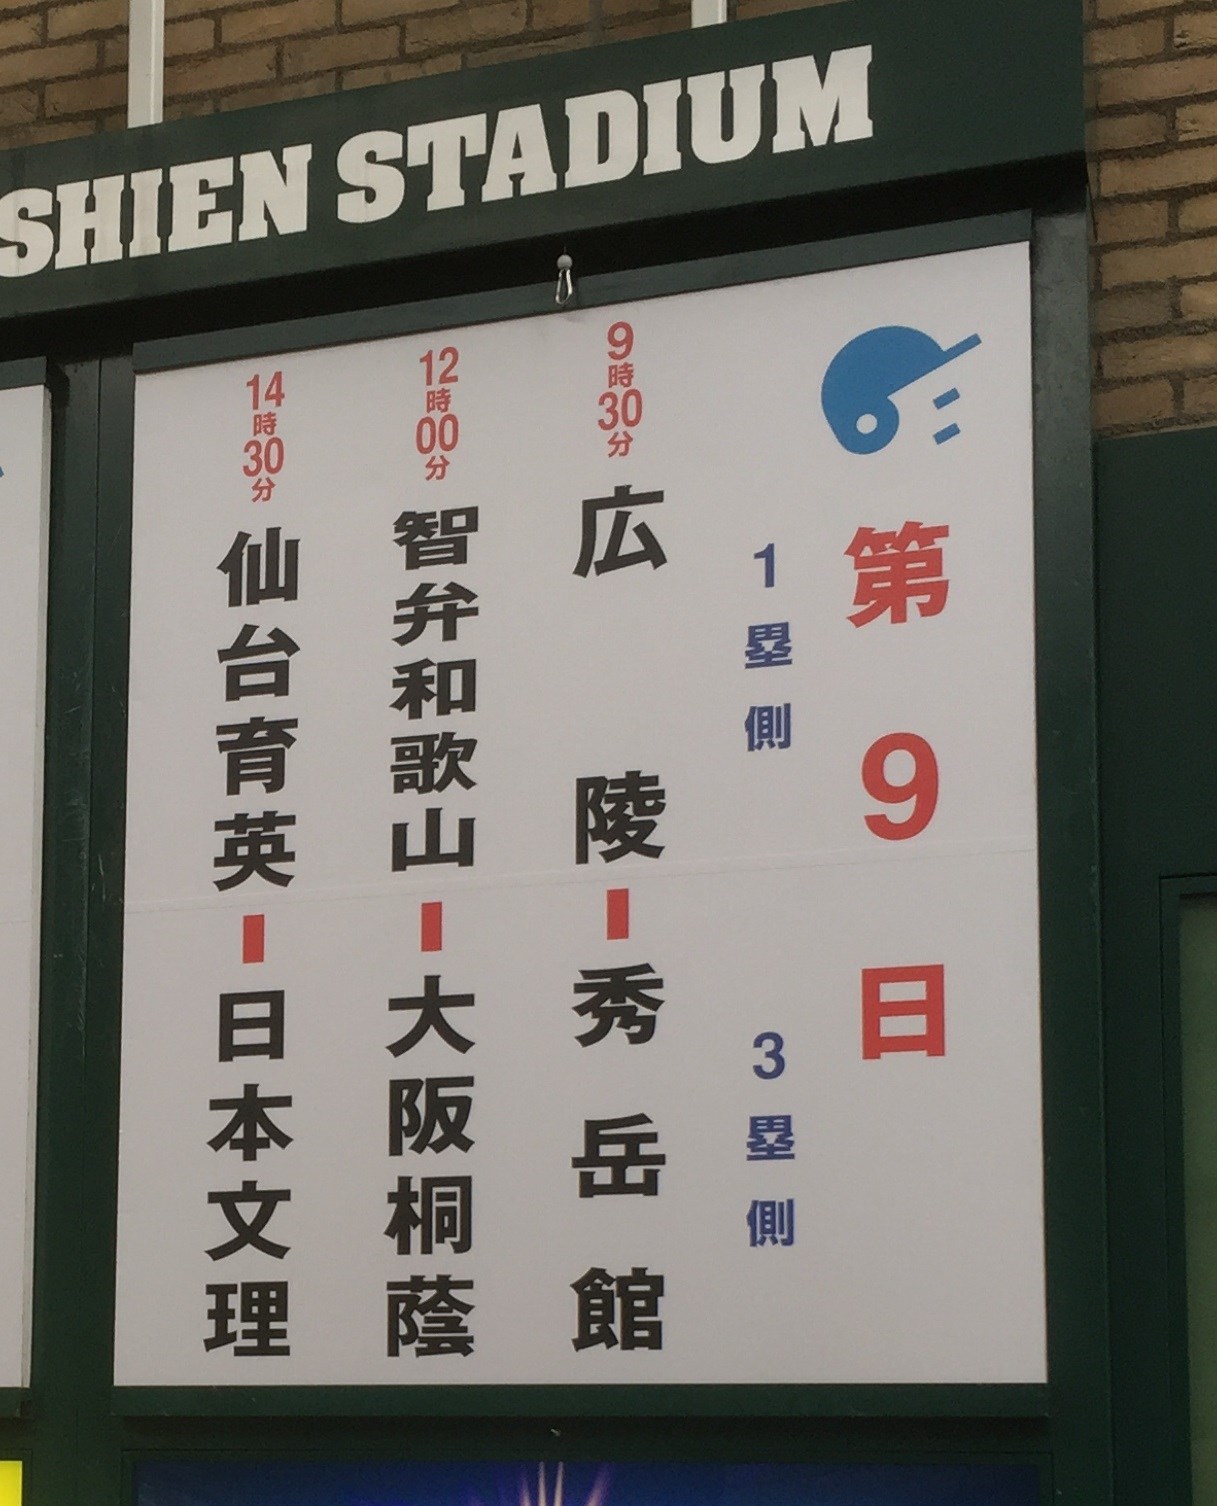 SHIEN STADIUM
第9日
1塁側 3塁側
9時30分 広陵-秀岳館
12時00分 智弁和歌山-大阪桐蔭
14時30分 仙台育英-日本文理